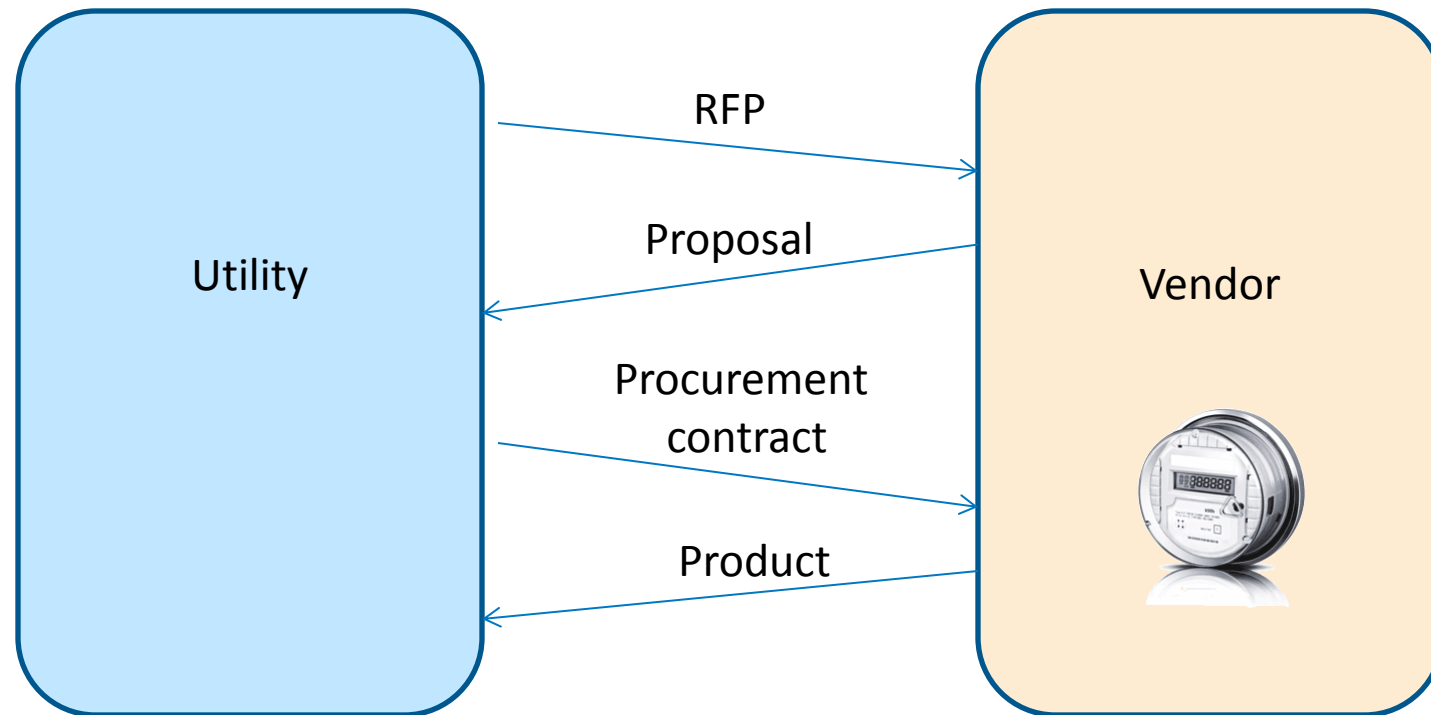 RFP
Proposal
Utility
Vendor
Procurement
contract
Product